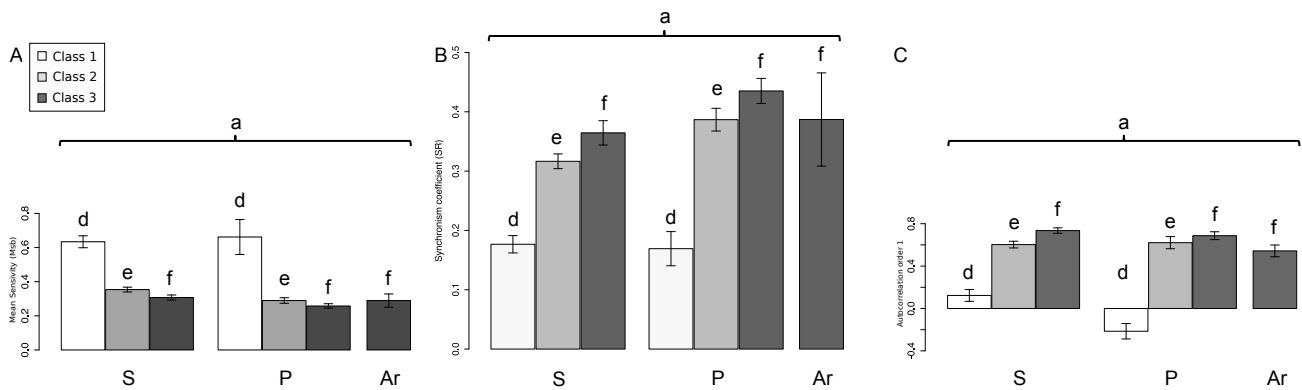 A
Class 1
Class 2
Class 3
a
Mean Sensivity (Msb)
0.8
0.6
0.4
0.2
0.0
d
e
f
d
e
f
f
S
P
Ar
B
a
Synchronism coefficient (SR)
0.5
0.4
0.3
0.2
0.1
0.0
d
e
f
d
e
f
f
S
P
Ar
C
a
Autocorrelation order 1
0.8
0.4
0.0
-0.4
d
e
f
d
e
f
f
S
P
Ar